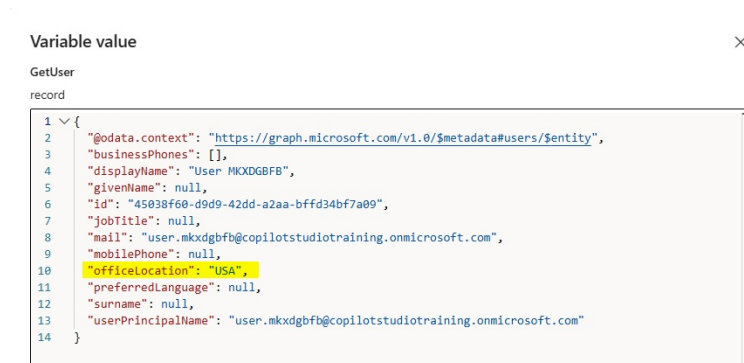 Variable value
GetUser
record
1 {
2 "@odata.context": "https://graph.microsoft.com/v1.0/$metadata#users/$entity",
3 "businessPhones": [],
4 "displayName": "User MKXDGBFB",
5 "givenName": null,
6 "id": "45038f60-d9d9-42dd-a2aa-bffd34bf7a09",
7 "jobTitle": null,
8 "mail": "user.mkxdgbfb@copilotstudiotraining.onmicrosoft.com",
9 "mobilePhone": null,
10 "officeLocation": "USA",
11 "preferredLanguage": null,
12 "surname": null,
13 "userPrincipalName": "user.mkxdgbfb@copilotstudiotraining.onmicrosoft.com"
14 }